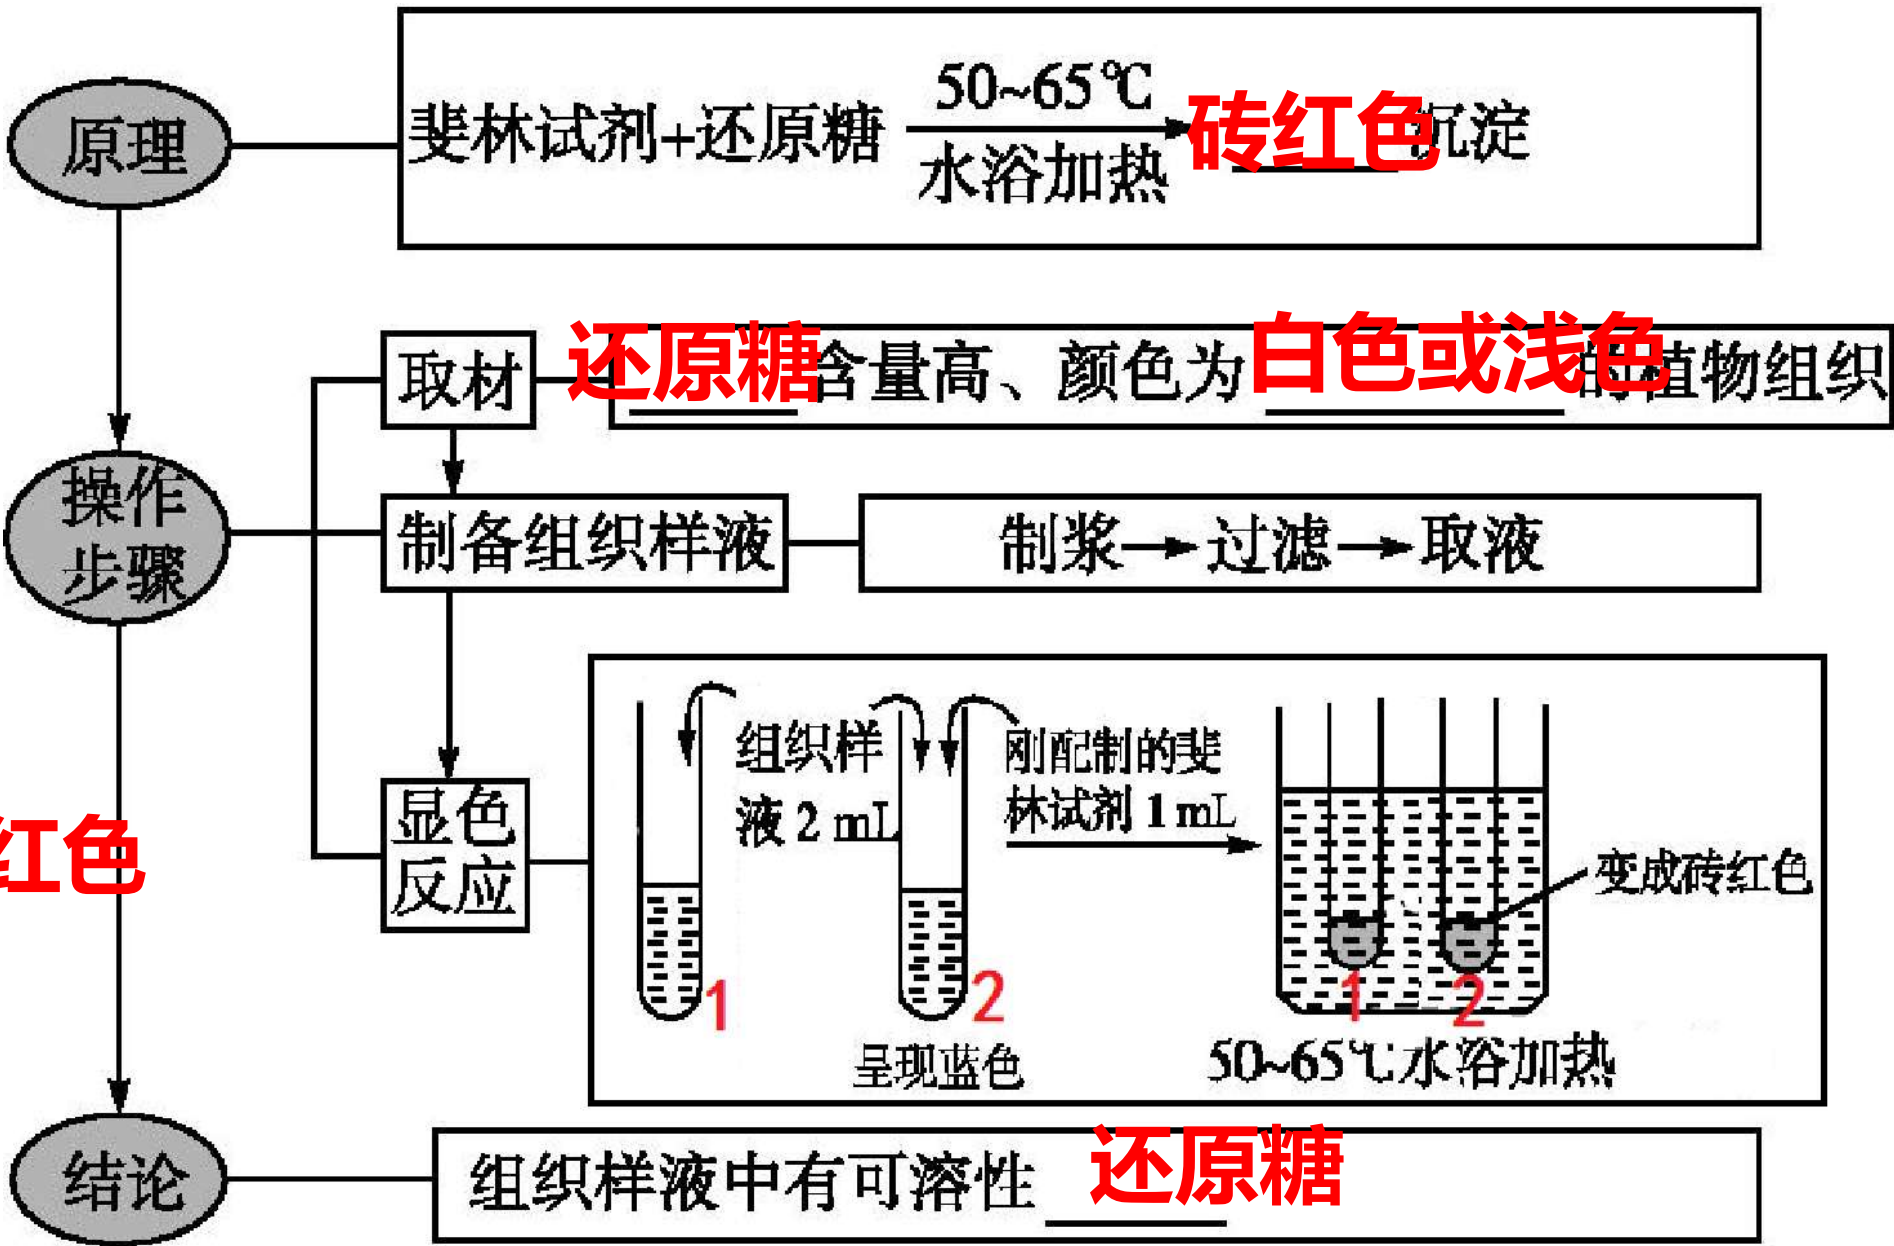 原理
斐林试剂+还原糖
50~65℃
水浴加热
砖红色沉淀
取材
还原糖含量高、颜色为白色或浅色的植物组织
操作
步骤
制备组织样液
制浆→过滤→取液
显色
反应
组织样
液2 mL
刚配制的斐
林试剂1 mL
红色
变成砖红色
1
2
1
2
呈现蓝色
50~65℃水浴加热
结论
组织样液中有可溶性还原糖